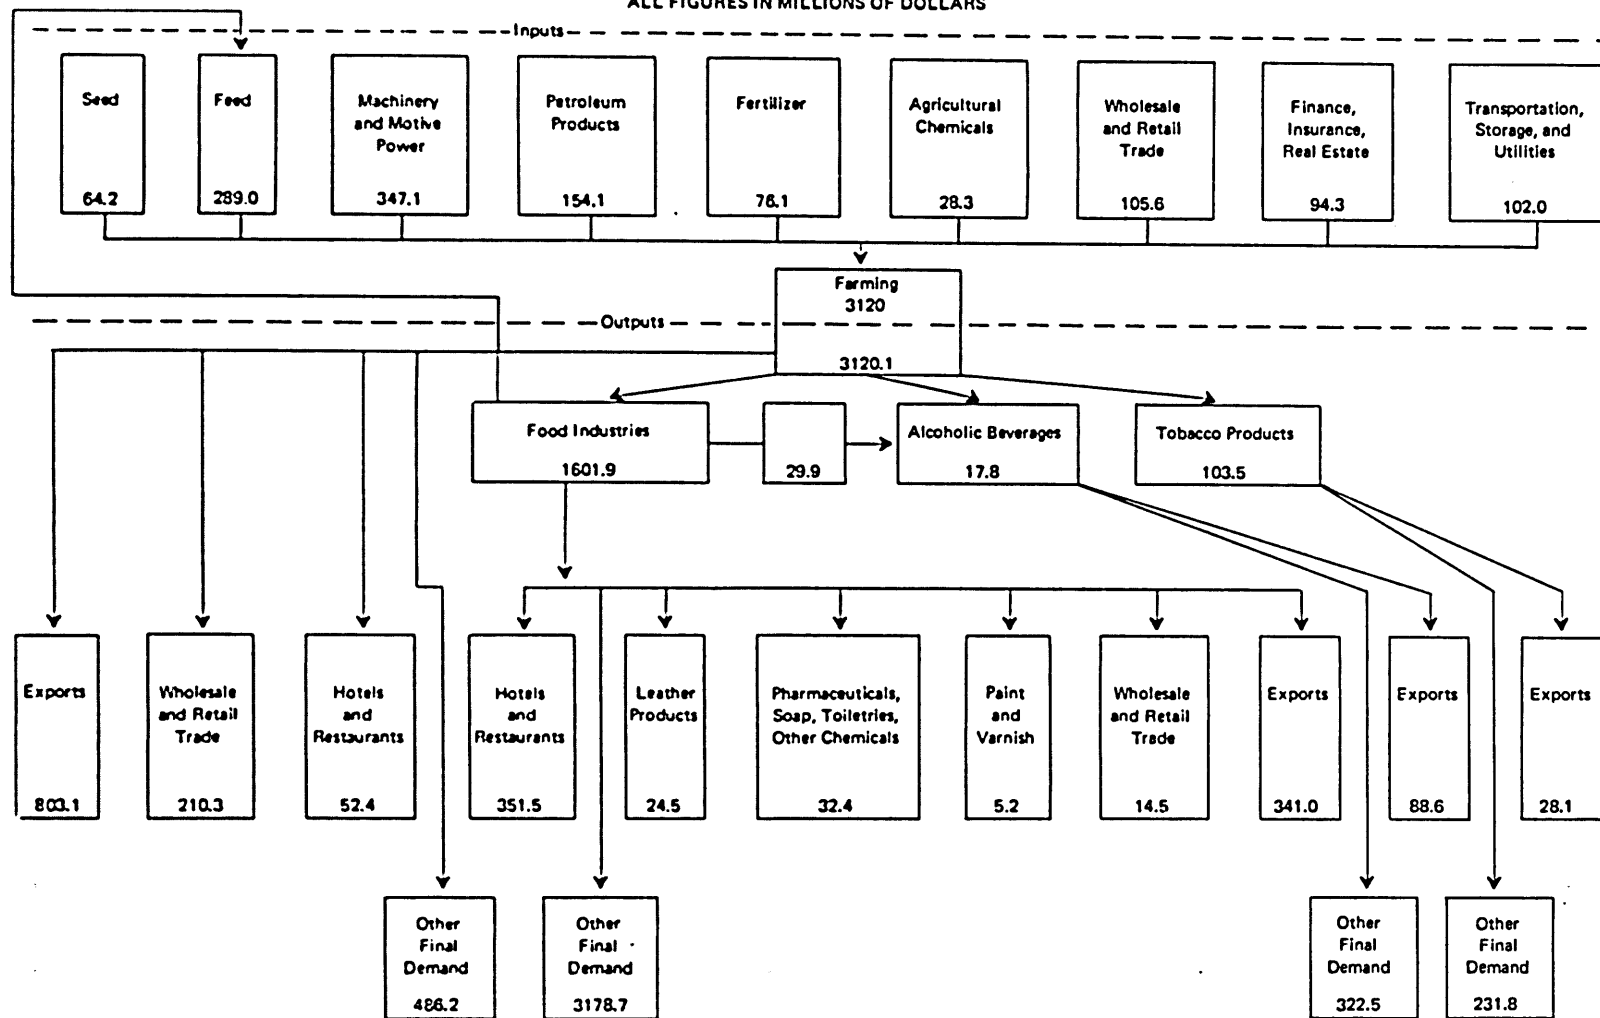 ALL FIGURES IN MILLIONS OF DOLLARS
Inputs
Seed
64.2
Feed
289.0
Machinery
and Motive
Power
347.1
Petroleum
Products
154.1
Fertilizer
76.1
Agricultural
Chemicals
28.3
Wholesale
and Retail
Trade
105.6
Finance,
Insurance,
Real Estate
94.3
Transportation,
Storage, and
Utilities
102.0
Farming
3120
Outputs
3120.1
Food Industries
1601.9
29.9
Alcoholic Beverages
17.8
Tobacco Products
103.5
Exports
803.1
Wholesale
and Retail
Trade
210.3
Hotels
and
Restaurants
52.4
Hotels
and
Restaurants
351.5
Leather
Products
24.5
Pharmaceuticals,
Soap, Toiletries,
Other Chemicals
32.4
Paint
and
Varnish
5.2
Wholesale
and Retail
Trade
14.5
Exports
341.0
Exports
88.6
Exports
28.1
Other
Final
Demand
486.2
Other
Final
Demand
3178.7
Other
Final
Demand
322.5
Other
Final
Demand
231.8